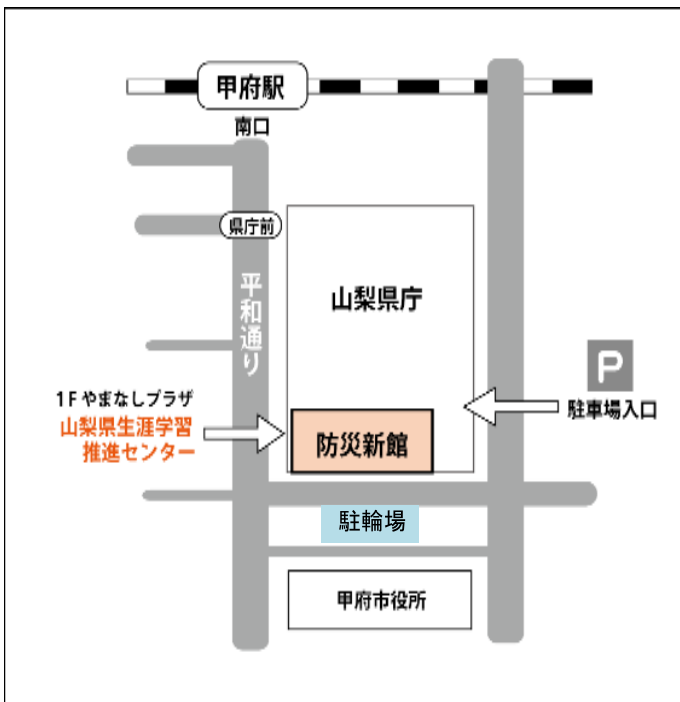 甲府駅
南口
県庁前
平和通り
山梨県庁
P
駐車場入口
1F やまなしプラザ
山梨県生涯学習
推進センター
防災新館
駐輪場
甲府市役所